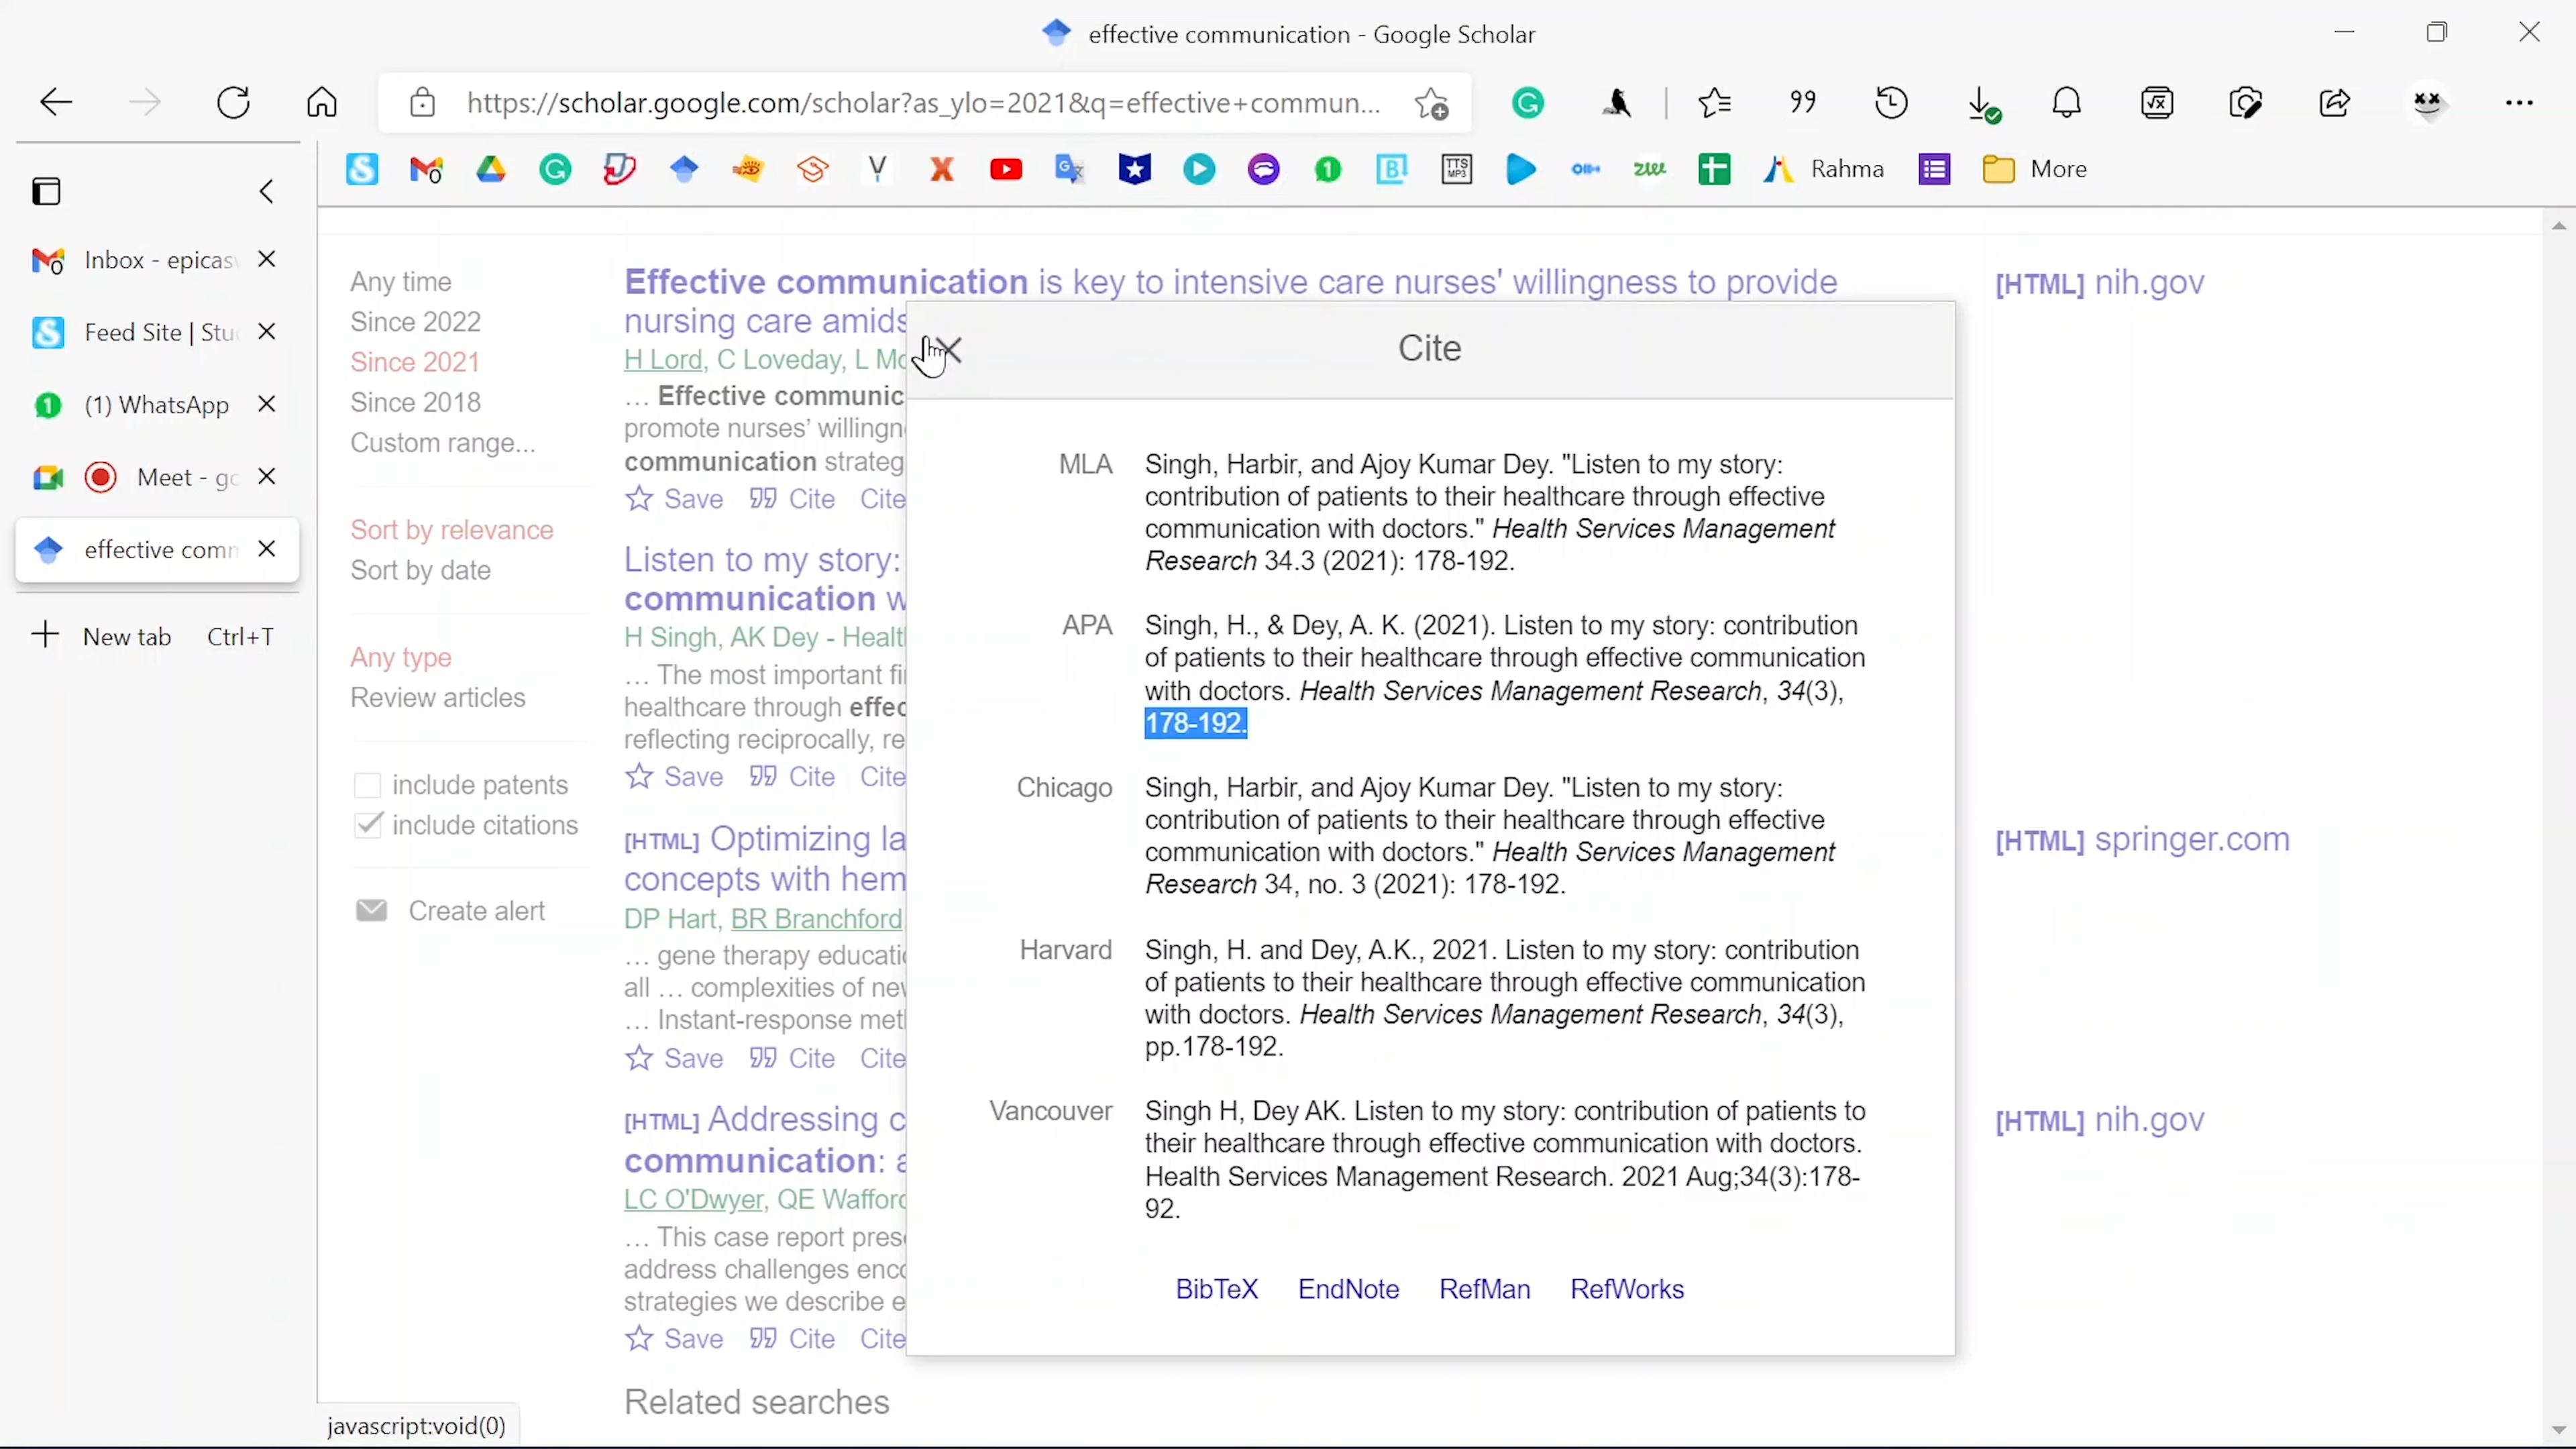 effective communication - Google Scholar
https://scholar.google.com/scholar?as_ylo=2021&q=effective+commun...
Rahma
More
Inbox - epicas
Feed Site | Stu
(1) WhatsApp
Meet - go
effective comm
New tab Ctrl+T
Any time
Since 2022
Since 2021
Since 2018
Custom range...
Sort by relevance
Sort by date
Any type
Review articles
include patents
include citations
Create alert
Effective communication is key to intensive care nurses' willingness to provide
nursing care amids
H Lord, C Loveday, L Mc
… Effective communic
promote nurses' willingn
communication strateg
Save Cite Cite
Listen to my story:
communication w
H Singh, AK Dey - Healt
… The most important fi
healthcare through effec
reflecting reciprocally, re
Save Cite Cite
[HTML] Optimizing la
concepts with hem
DP Hart, BR Branchford
… gene therapy educati
all … complexities of ne
… Instant-response met
Save Cite Cite
[HTML] Addressing c
communication: a
LC O'Dwyer, QE Waffor
… This case report pres
address challenges enc
strategies we describe e
Save Cite Cite
Related searches
[HTML] nih.gov
[HTML] springer.com
[HTML] nih.gov
Cite
MLA Singh, Harbir, and Ajoy Kumar Dey. "Listen to my story:
contribution of patients to their healthcare through effective
communication with doctors." Health Services Management
Research 34.3 (2021): 178-192.
APA Singh, H., & Dey, A. K. (2021). Listen to my story: contribution
of patients to their healthcare through effective communication
with doctors. Health Services Management Research, 34(3),
178-192.
Chicago Singh, Harbir, and Ajoy Kumar Dey. "Listen to my story:
contribution of patients to their healthcare through effective
communication with doctors." Health Services Management
Research 34, no. 3 (2021): 178-192.
Harvard Singh, H. and Dey, A.K., 2021. Listen to my story: contribution
of patients to their healthcare through effective communication
with doctors. Health Services Management Research, 34(3),
pp.178-192.
Vancouver Singh H, Dey AK. Listen to my story: contribution of patients to
their healthcare through effective communication with doctors.
Health Services Management Research. 2021 Aug;34(3):178-
92.
BibTeX EndNote RefMan RefWorks
javascript:void(0)